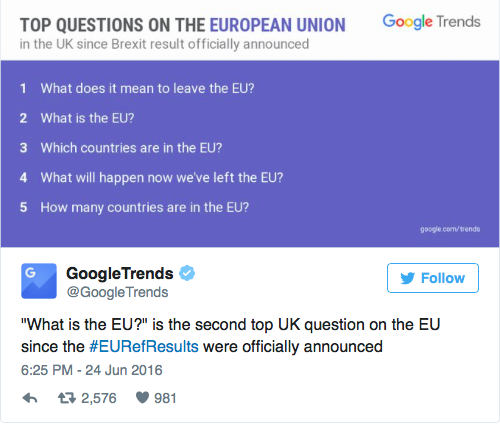 TOP QUESTIONS ON THE EUROPEAN UNION
Google Trends
in the UK since Brexit result officially announced
1 What does it mean to leave the EU?
2 What is the EU?
3 Which countries are in the EU?
4 What will happen now we've left the EU?
5 How many countries are in the EU?
google.com/trends
G
GoogleTrends
@GoogleTrends
Follow
"What is the EU?" is the second top UK question on the EU
since the #EURefResults were officially announced
6:25 PM - 24 Jun 2016
2,576 981